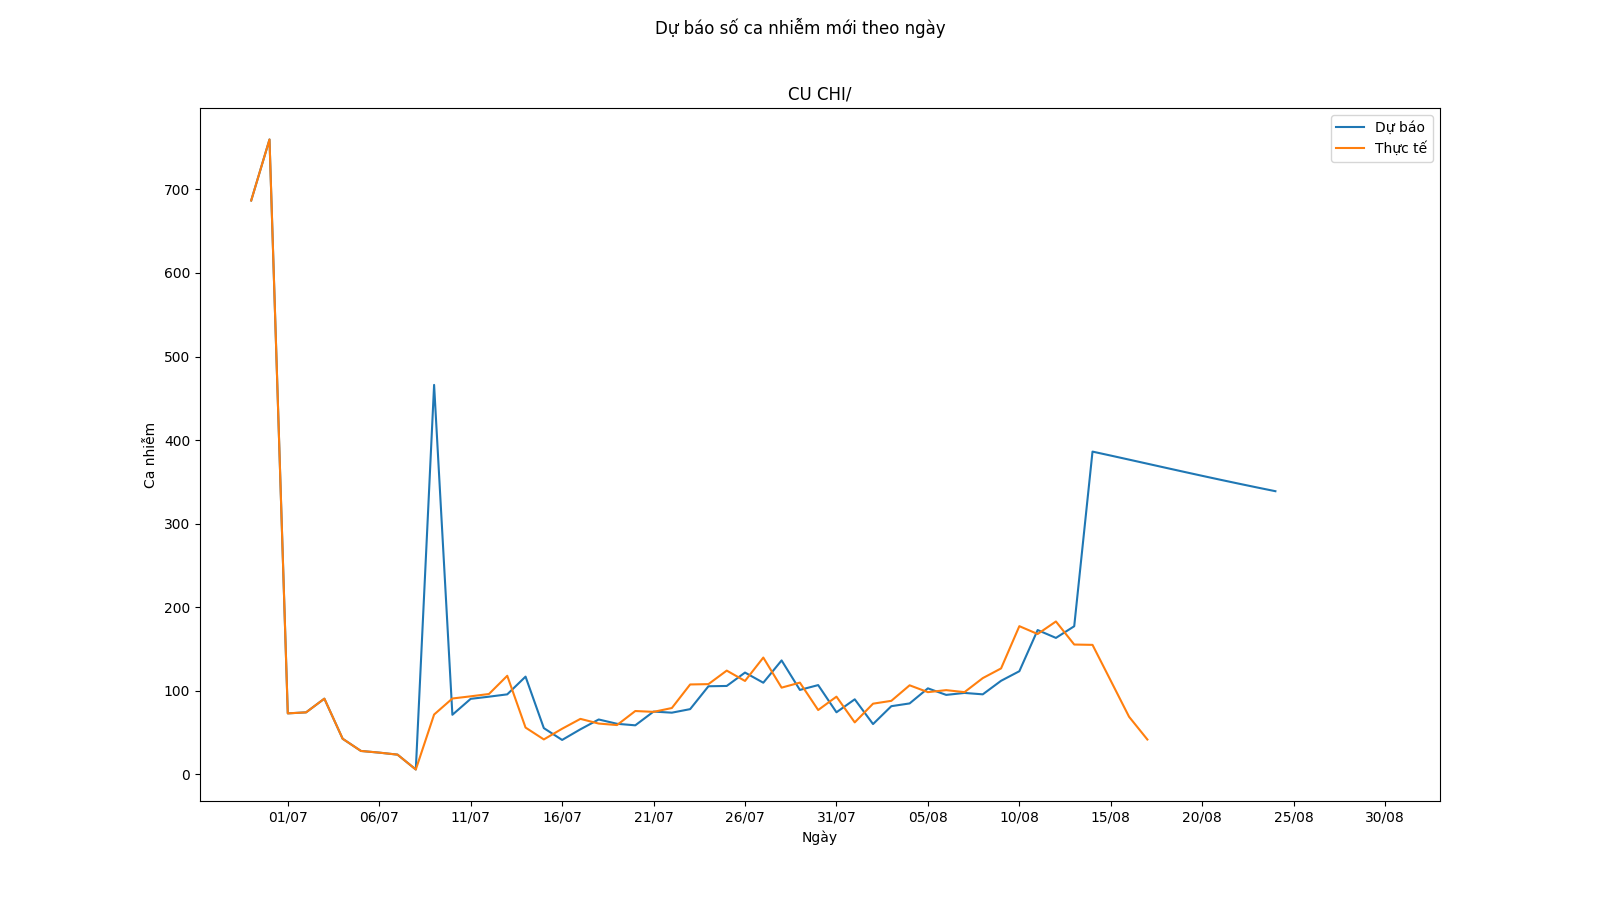 Dự báo số ca nhiễm mới theo ngày
CU CHI/
Dự báo
Thực tế
700
600
500
400
300
200
100
0
Ca nhiễm
01/07 06/07 11/07 16/07 21/07 26/07 31/07 05/08 10/08 15/08 20/08 25/08 30/08
Ngày